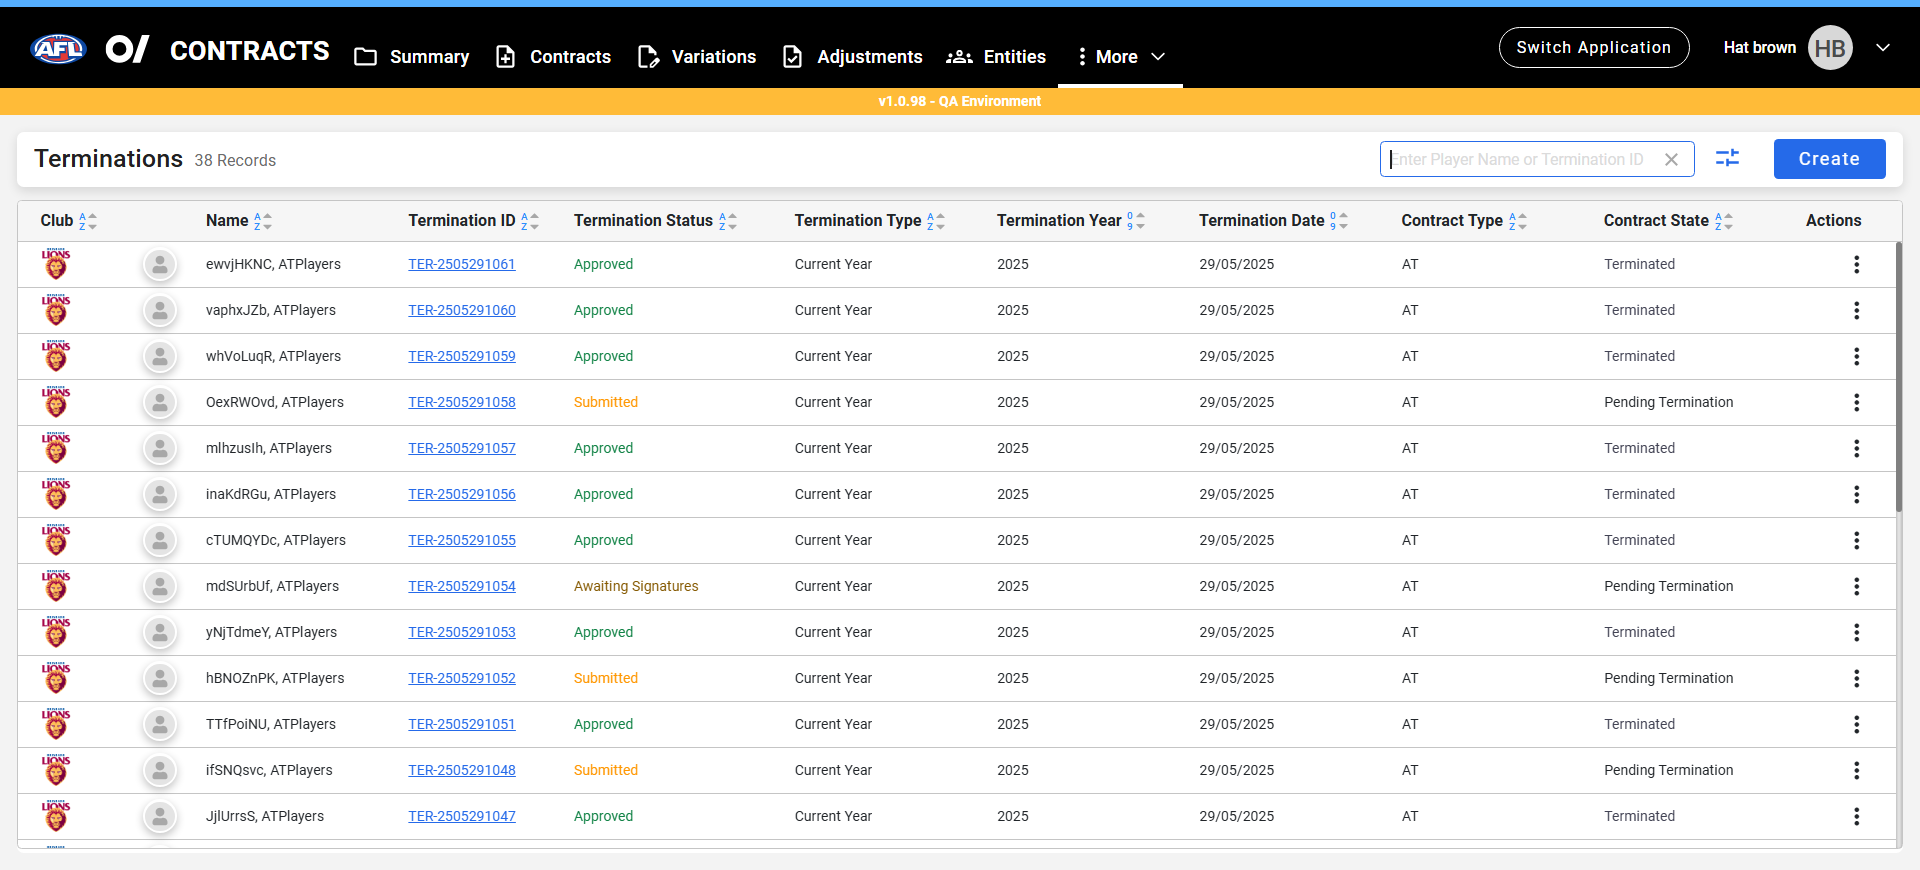 AFL CONTRACTS Summary Contracts Variations Adjustments Entities More Switch Application Hat brown HB
v1.0.98 - QA Environment
Terminations 38 Records Enter Player Name or Termination ID Create
Club Name Termination ID Termination Status Termination Type Termination Year Termination Date Contract Type Contract State Actions
LIONS ewvjHKNC, ATPlayers TER-2505291061 Approved Current Year 2025 29/05/2025 AT Terminated
LIONS vaphxJZb, ATPlayers TER-2505291060 Approved Current Year 2025 29/05/2025 AT Terminated
LIONS whVoLuqR, ATPlayers TER-2505291059 Approved Current Year 2025 29/05/2025 AT Terminated
LIONS OexRWOvd, ATPlayers TER-2505291058 Submitted Current Year 2025 29/05/2025 AT Pending Termination
LIONS mlhzusIh, ATPlayers TER-2505291057 Approved Current Year 2025 29/05/2025 AT Terminated
LIONS inaKdRGu, ATPlayers TER-2505291056 Approved Current Year 2025 29/05/2025 AT Terminated
LIONS cTUMQYDc, ATPlayers TER-2505291055 Approved Current Year 2025 29/05/2025 AT Terminated
LIONS mdSUrbUf, ATPlayers TER-2505291054 Awaiting Signatures Current Year 2025 29/05/2025 AT Pending Termination
LIONS yNjTdmeY, ATPlayers TER-2505291053 Approved Current Year 2025 29/05/2025 AT Terminated
LIONS hBNOZnPK, ATPlayers TER-2505291052 Submitted Current Year 2025 29/05/2025 AT Pending Termination
LIONS TTfPoiNU, ATPlayers TER-2505291051 Approved Current Year 2025 29/05/2025 AT Terminated
LIONS ifSNQsvc, ATPlayers TER-2505291048 Submitted Current Year 2025 29/05/2025 AT Pending Termination
LIONS JjlUrrsS, ATPlayers TER-2505291047 Approved Current Year 2025 29/05/2025 AT Terminated